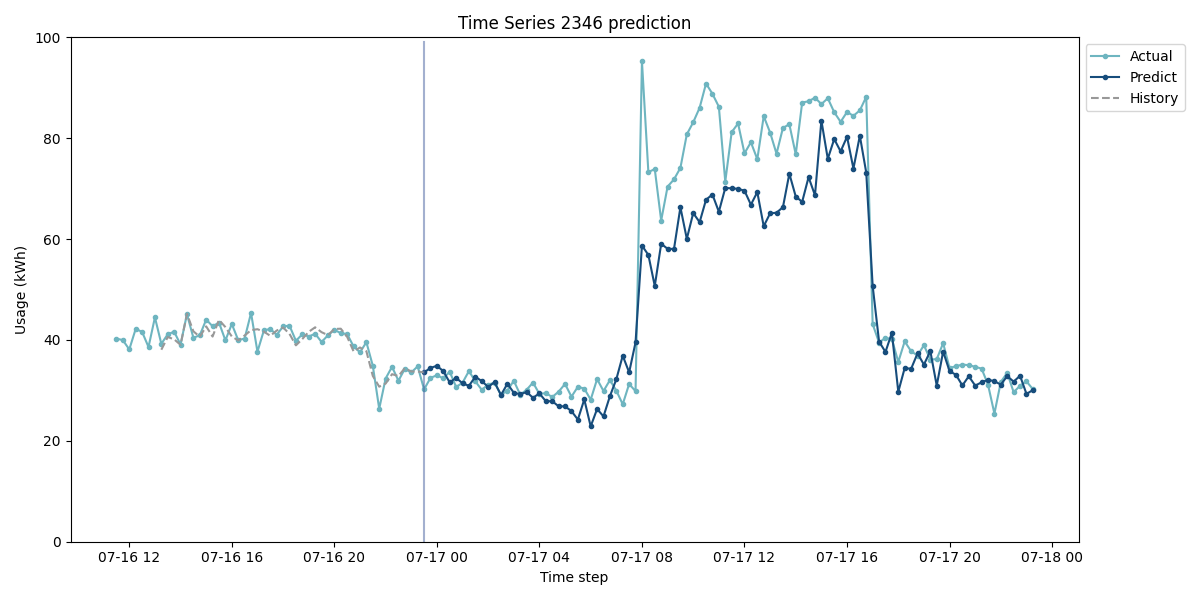 Time Series 2346 prediction
100
80
60
40
20
0
Usage (kWh)
07-16 12
07-16 16
07-16 20
07-17 00
07-17 04
07-17 08
07-17 12
07-17 16
07-17 20
07-18 00
Time step
Actual
Predict
History